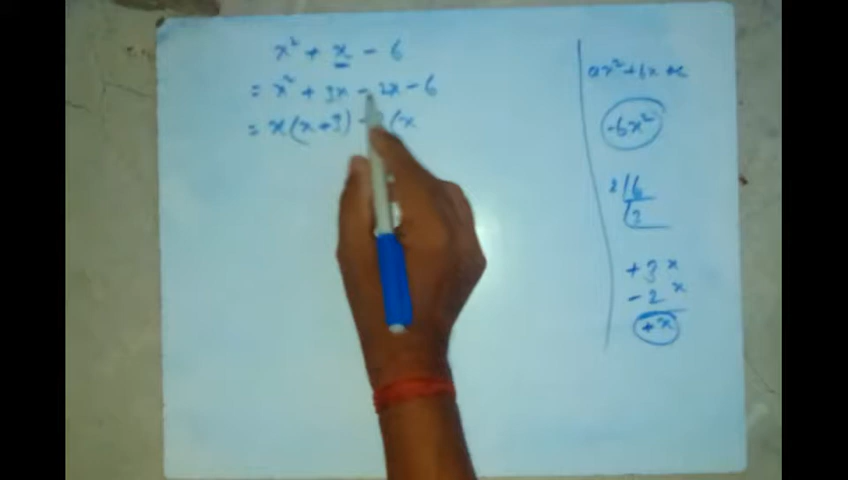 x² + x - 6
= x² + 3x - 2x - 6
= x(x+3) - (x
ax² + bx + c
-6x²
2 6
3
+3x
-2x
+x